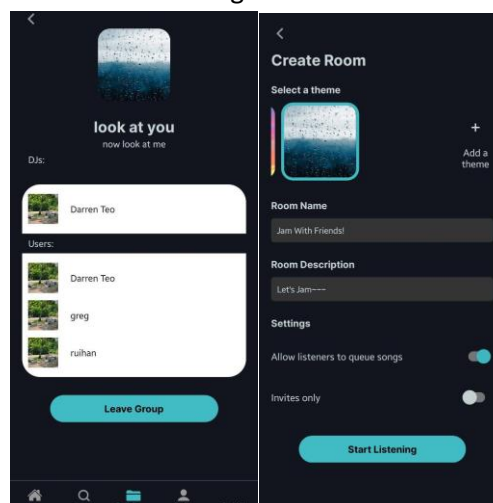 look at you
now look at me
DJs:
Darren Teo
Users:
Darren Teo
greg
ruihan
Leave Group
Create Room
Select a theme
+
Add a
theme
Room Name
Jam With Friends!
Room Description
Let's Jam~~~
Settings
Allow listeners to queue songs
Invites only
Start Listening